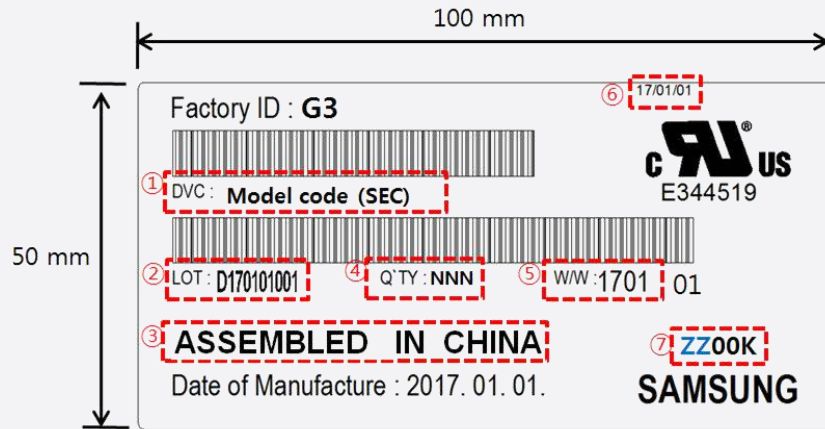 100 mm
⑥ 17/01/01
Factory ID : G3
C RU ® US
E344519
① DVC : Model code (SEC)
50 mm
② LOT : D170101001 ④ Q`TY : NNN ⑤ W/W : 1701 01
③ ASSEMBLED IN CHINA
⑦ ZZ00K
Date of Manufacture : 2017. 01. 01.
SAMSUNG